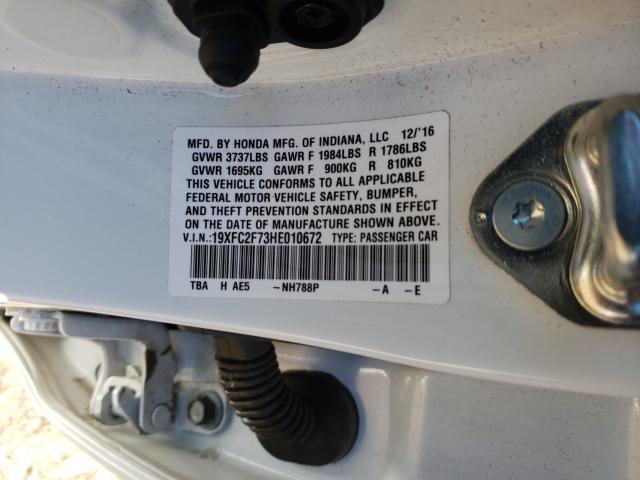 MFD. BY HONDA MFG. OF INDIANA, LLC 12/'16
GVWR 3737LBS GAWR F 1984LBS R 1786LBS
GVWR 1695KG GAWR F 900KG R 810KG
THIS VEHICLE CONFORMS TO ALL APPLICABLE
FEDERAL MOTOR VEHICLE SAFETY, BUMPER,
AND THEFT PREVENTION STANDARDS IN EFFECT
ON THE DATE OF MANUFACTURE SHOWN ABOVE.
V.I.N.:19XFC2F73HE010672 TYPE: PASSENGER CAR
TBA H AE5 -NH788P -A -E